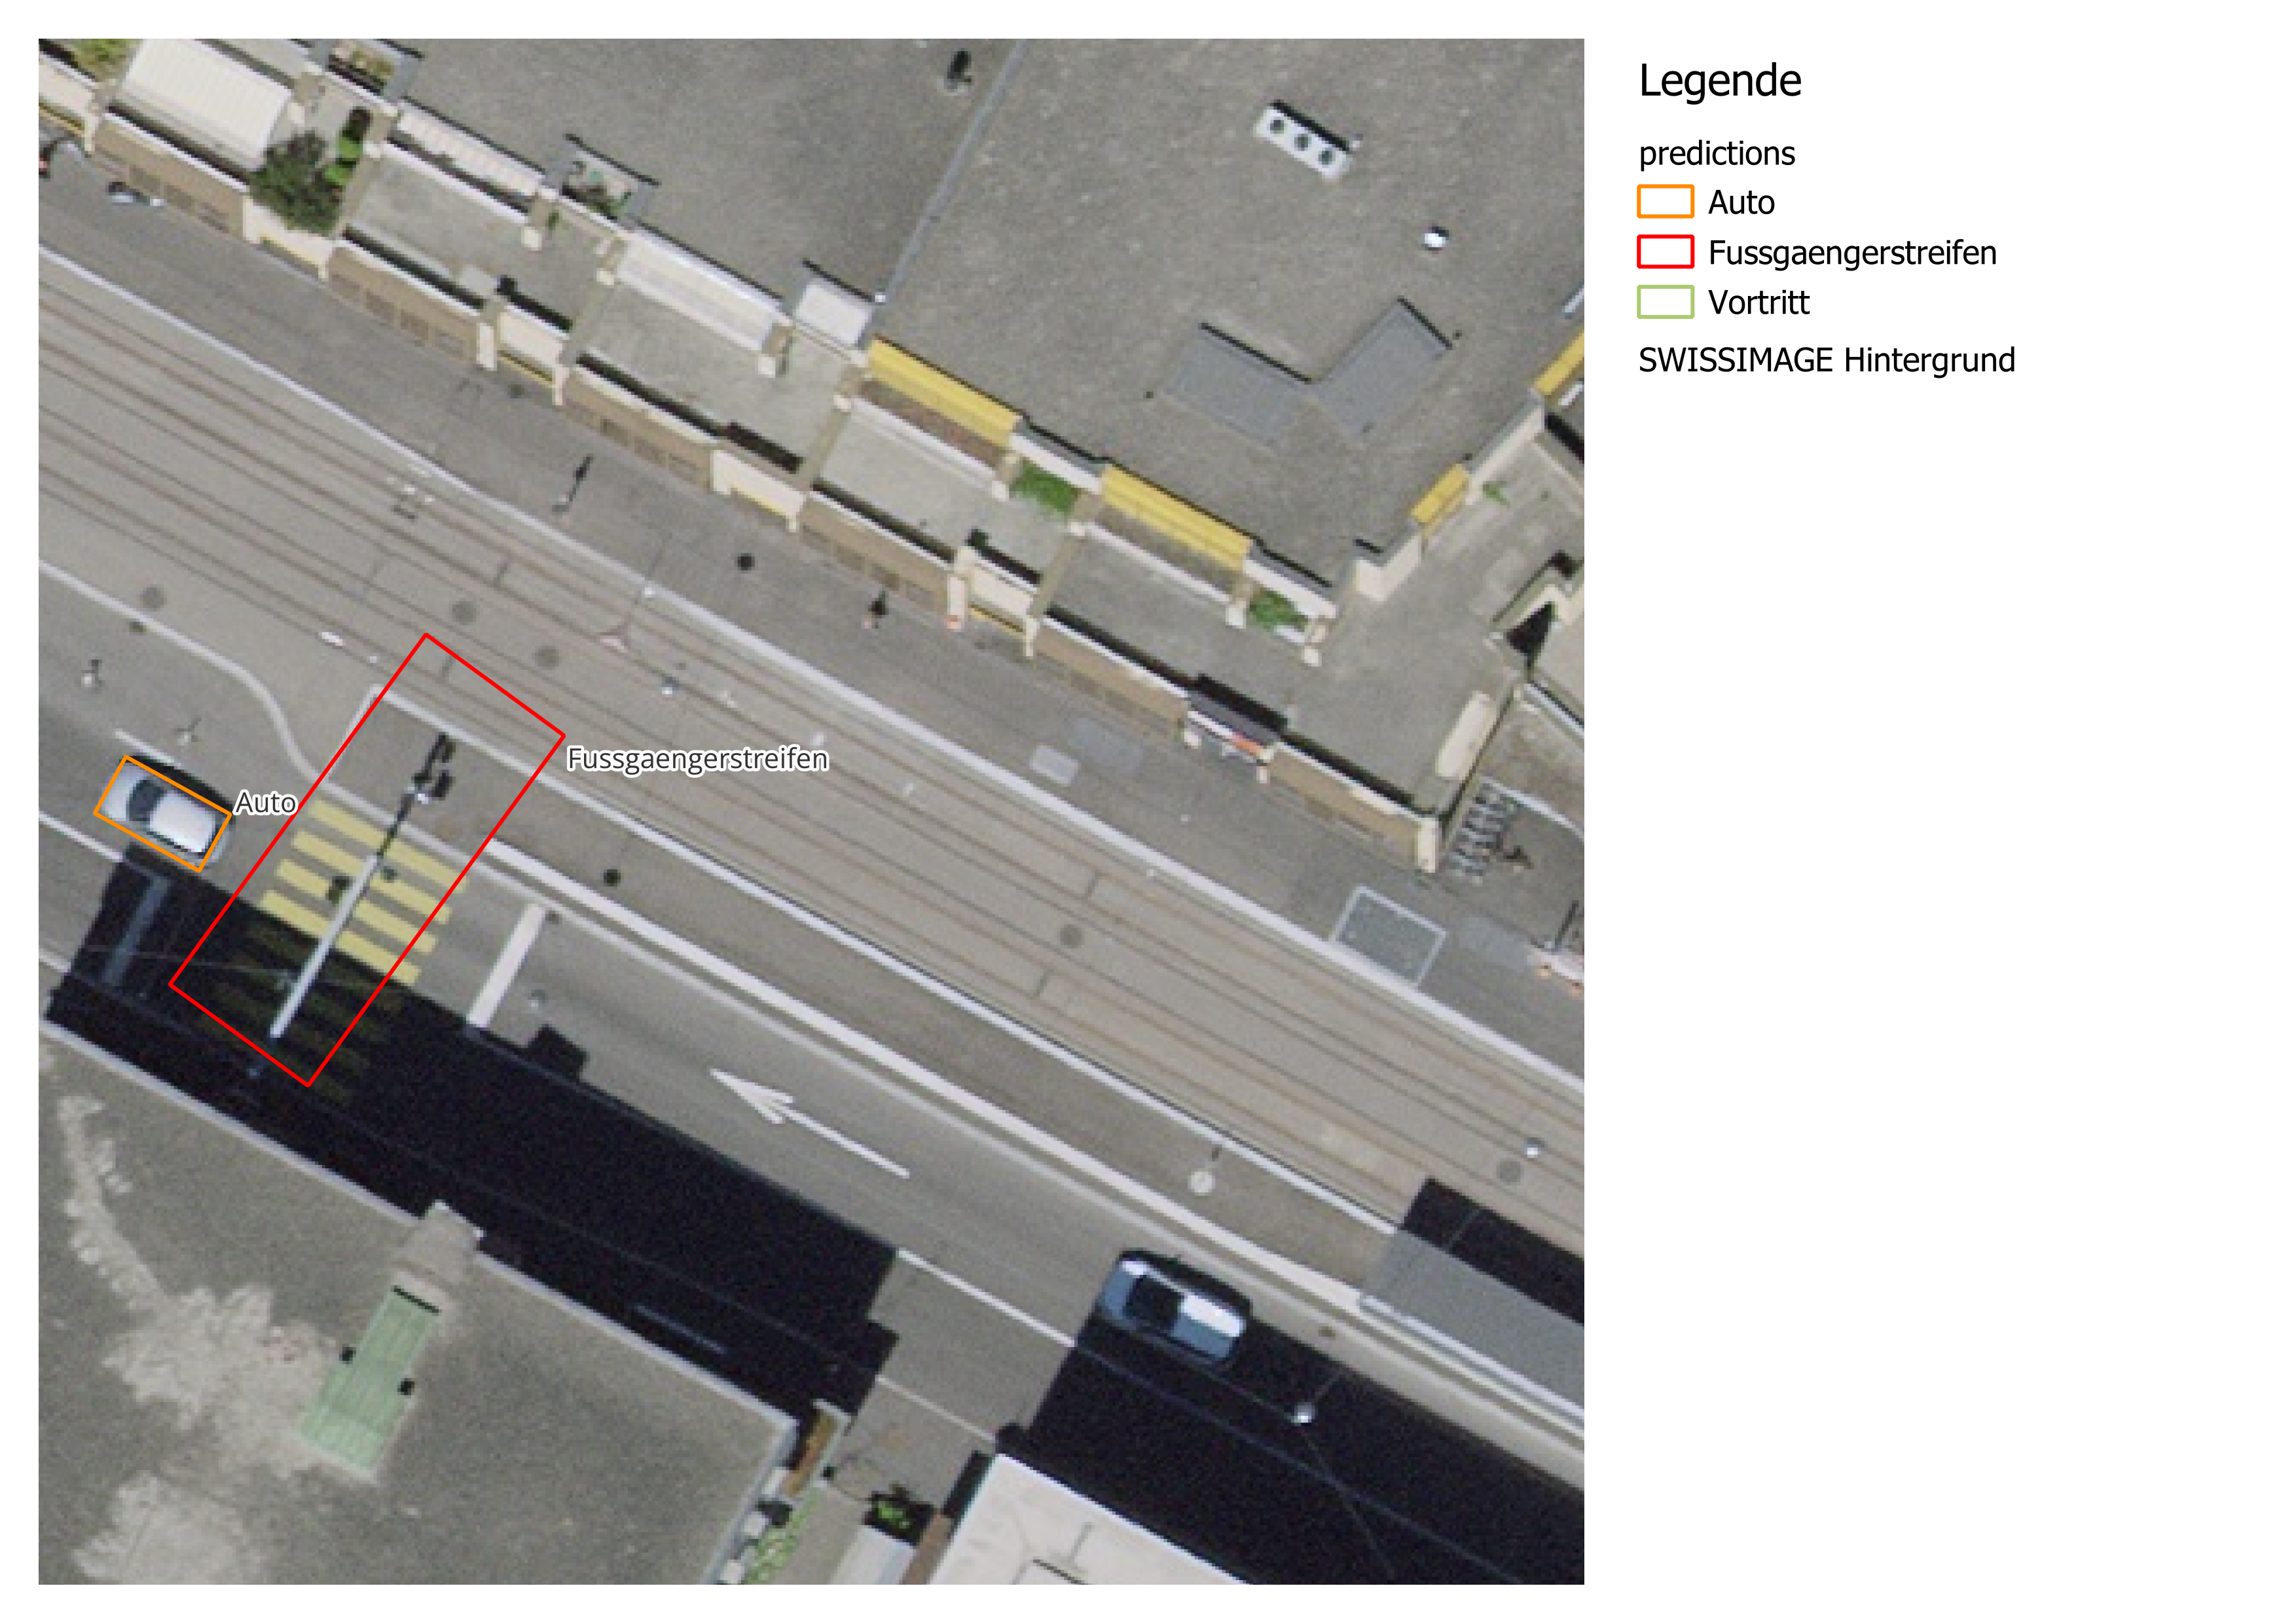 Legende
predictions
Auto
Fussgaengerstreifen
Vortritt
SWISSIMAGE Hintergrund
Fussgaengerstreifen
Auto